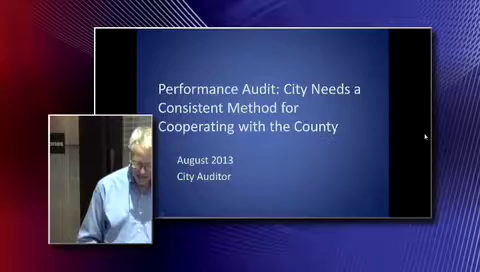 Performance Audit: City Needs a
Consistent Method for
Cooperating with the County
August 2013
City Auditor